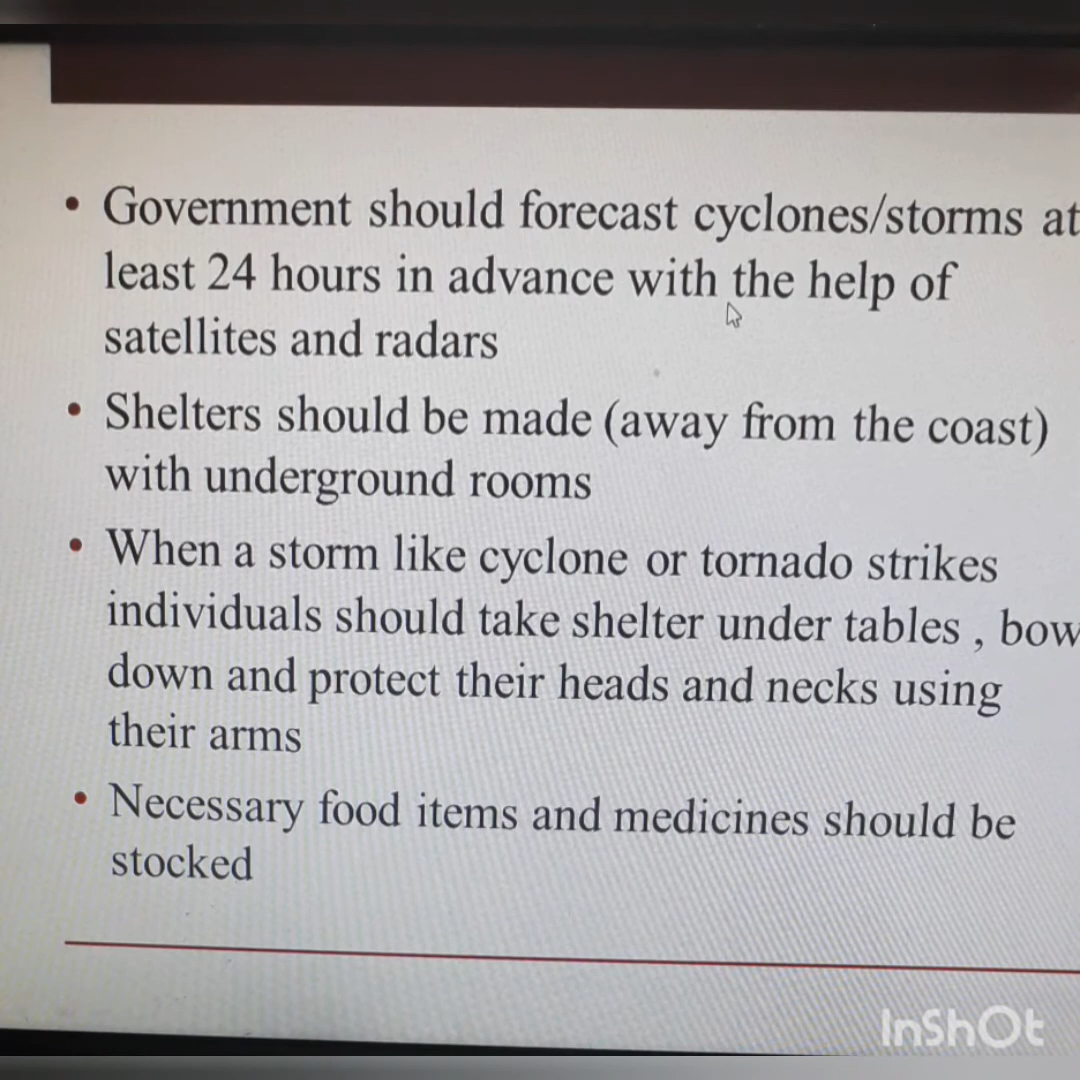 • Government should forecast cyclones/storms at
least 24 hours in advance with the help of
satellites and radars
• Shelters should be made (away from the coast)
with underground rooms
• When a storm like cyclone or tornado strikes
individuals should take shelter under tables , bow
down and protect their heads and necks using
their arms
• Necessary food items and medicines should be
stocked
InShOt